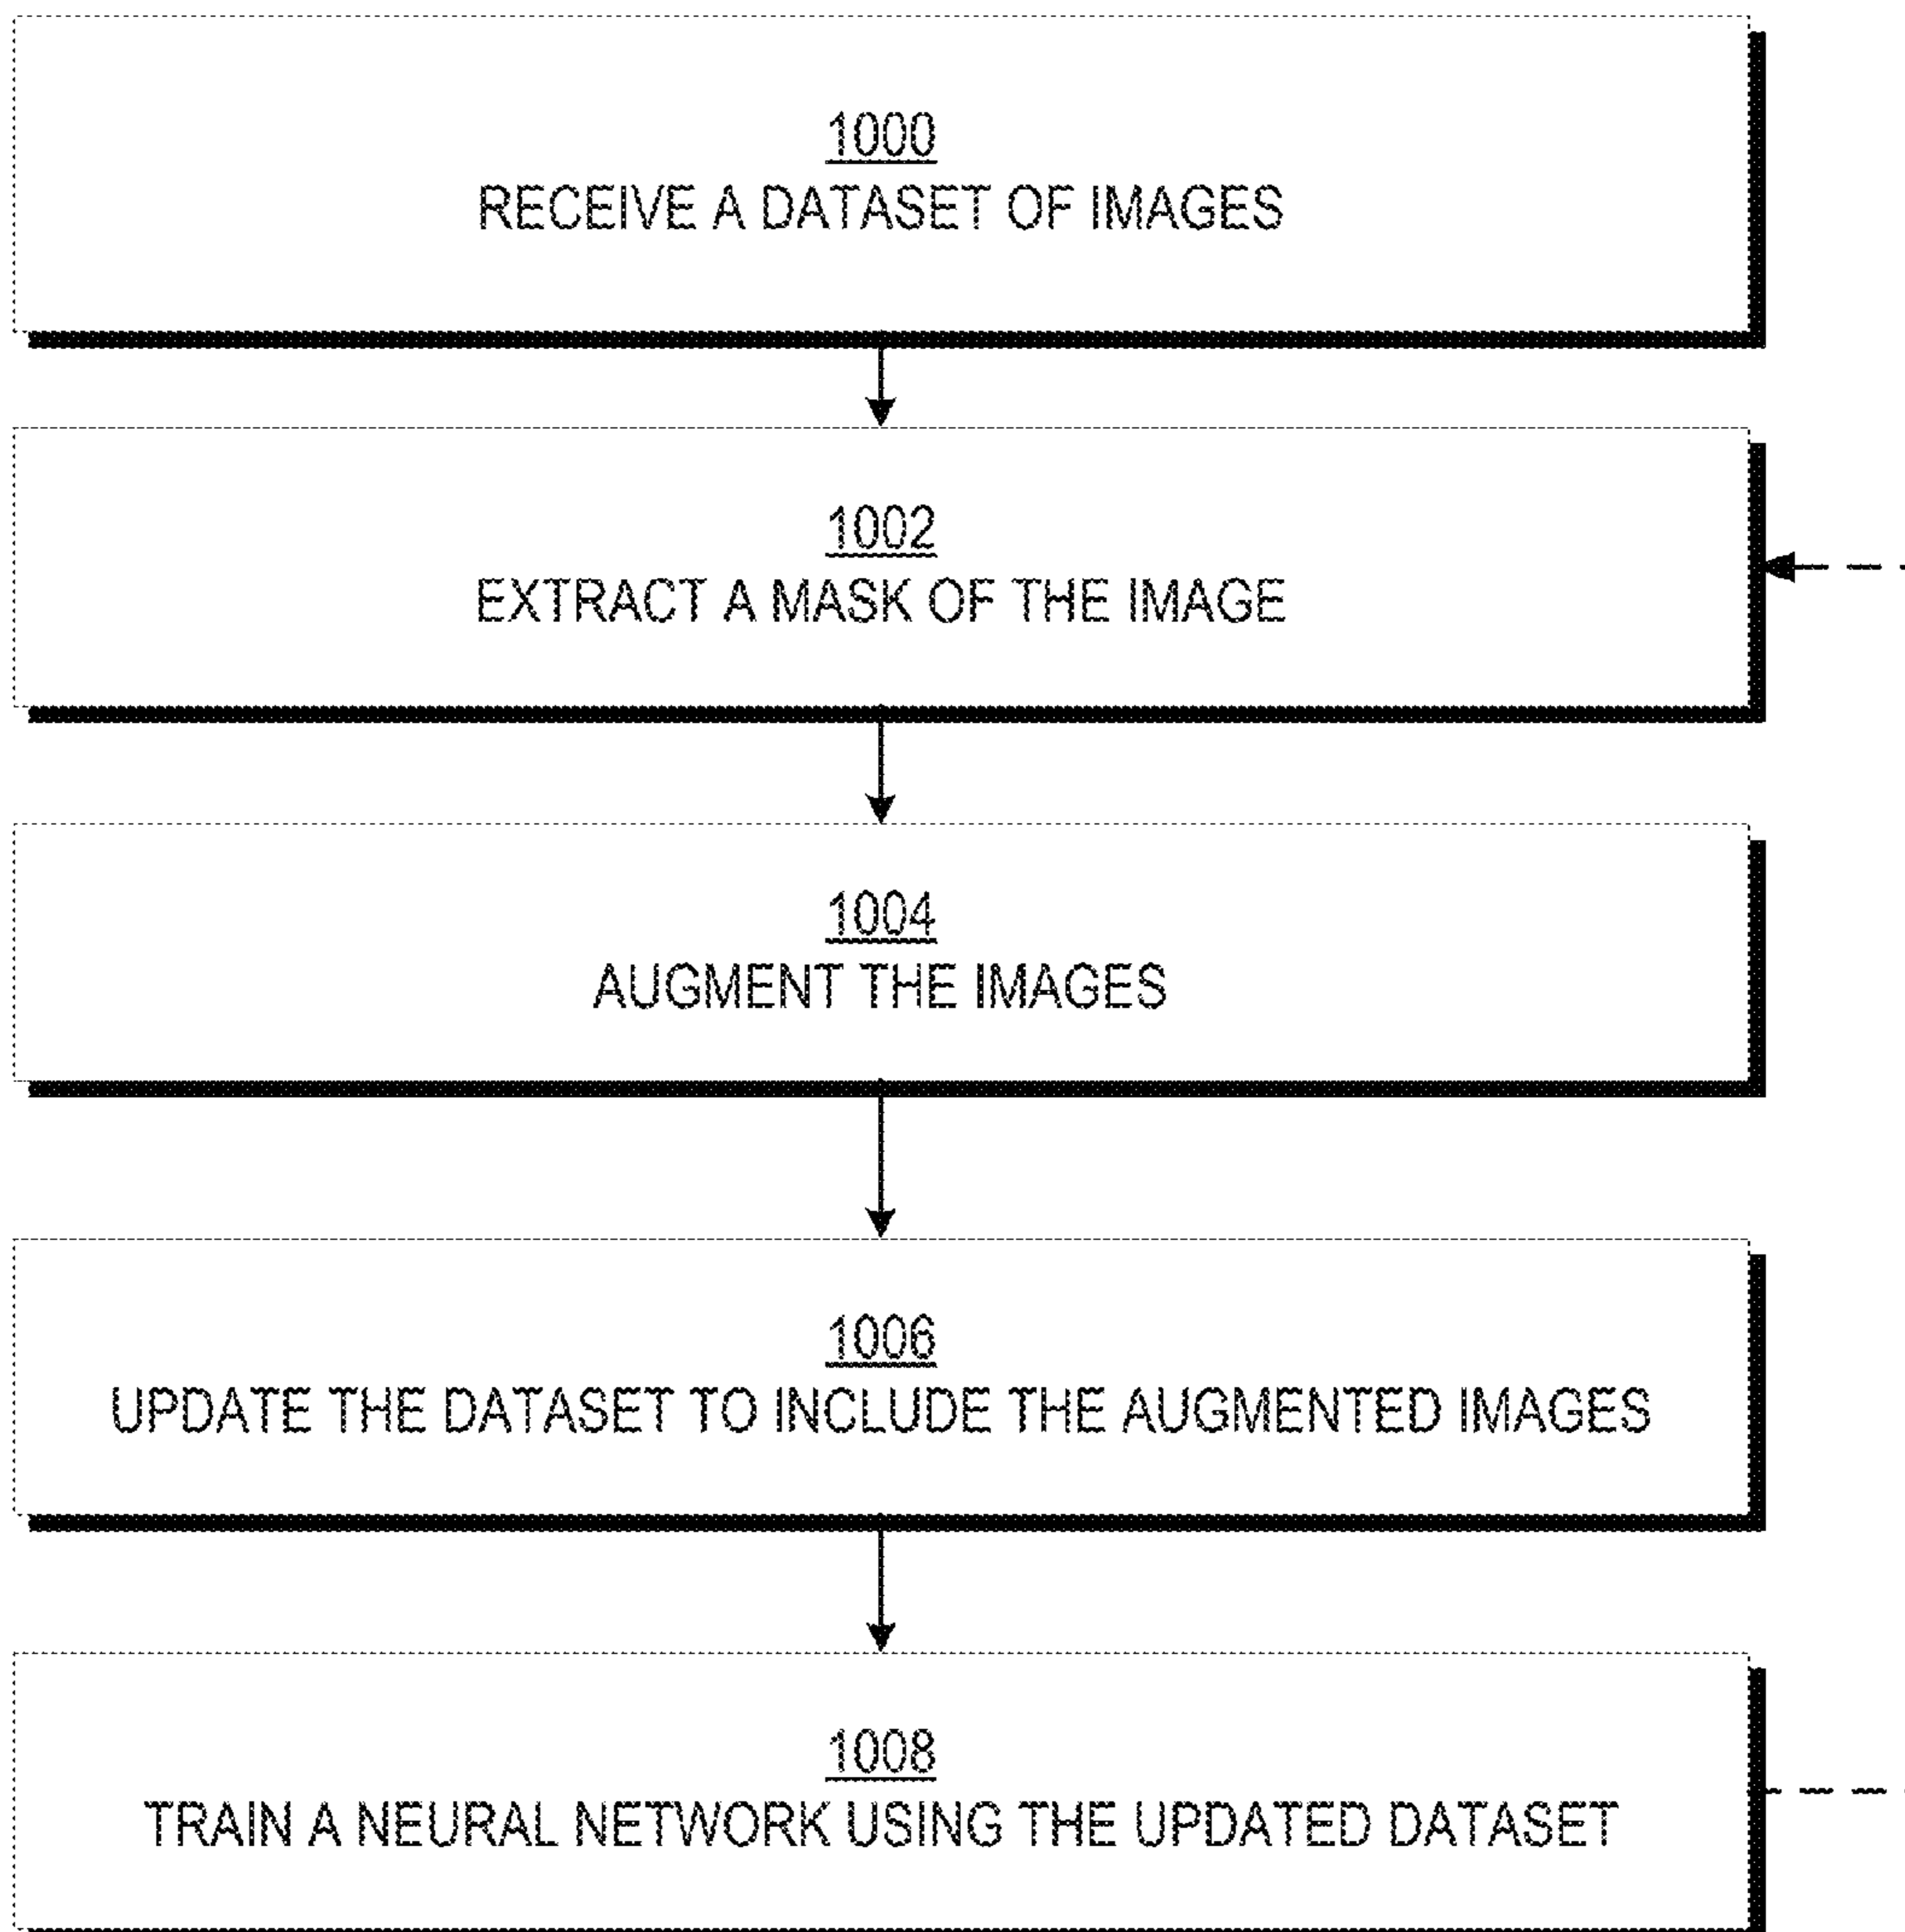 1000
RECEIVE A DATASET OF IMAGES
1002
EXTRACT A MASK OF THE IMAGE
1004
AUGMENT THE IMAGES
1006
UPDATE THE DATASET TO INCLUDE THE AUGMENTED IMAGES
1008
TRAIN A NEURAL NETWORK USING THE UPDATED DATASET